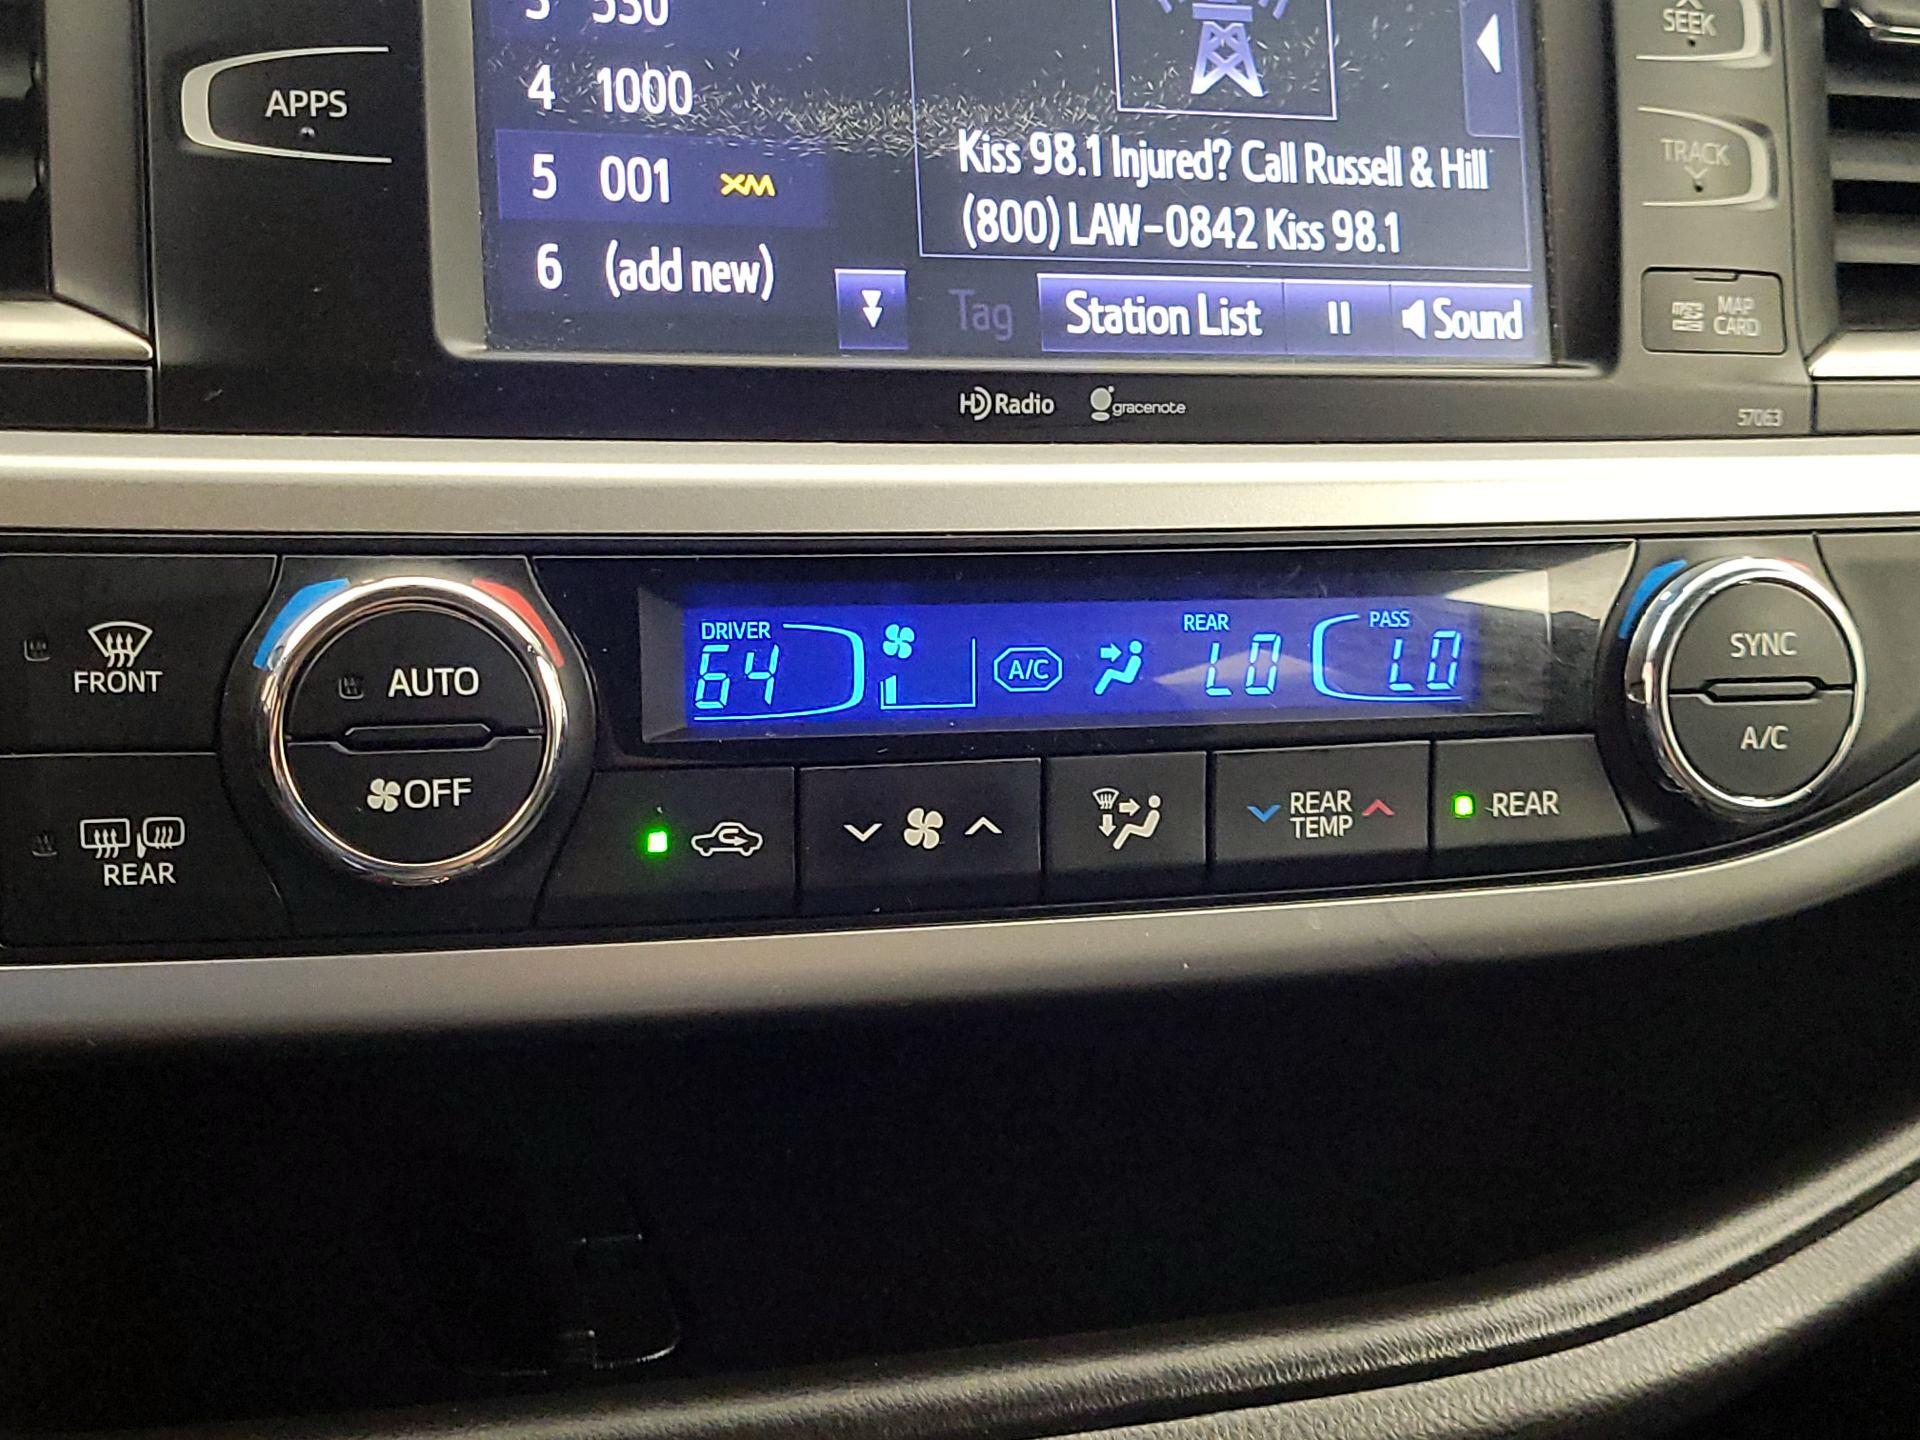 3 530
4 1000
5 001 XM
6 (add new)
Kiss 98.1 Injured? Call Russell & Hill
(800) LAW-0842 Kiss 98.1
Tag
Station List
Sound
APPS
SEEK
TRACK
MAP
CARD
HD Radio
gracenote
57063
FRONT
REAR
AUTO
OFF
DRIVER
64
A/C
REAR
LO
PASS
LO
REAR
TEMP
REAR
SYNC
A/C